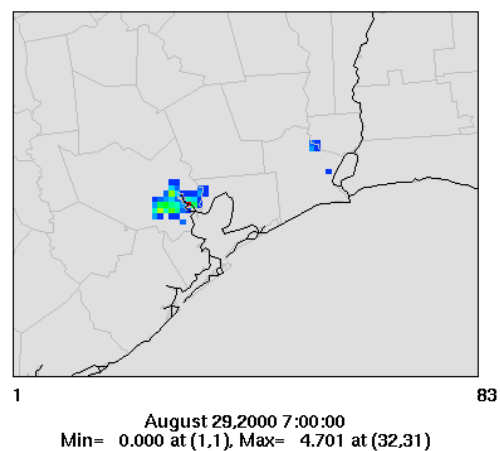 1 83
August 29,2000 7:00:00
Min= 0.000 at (1,1), Max= 4.701 at (32,31)